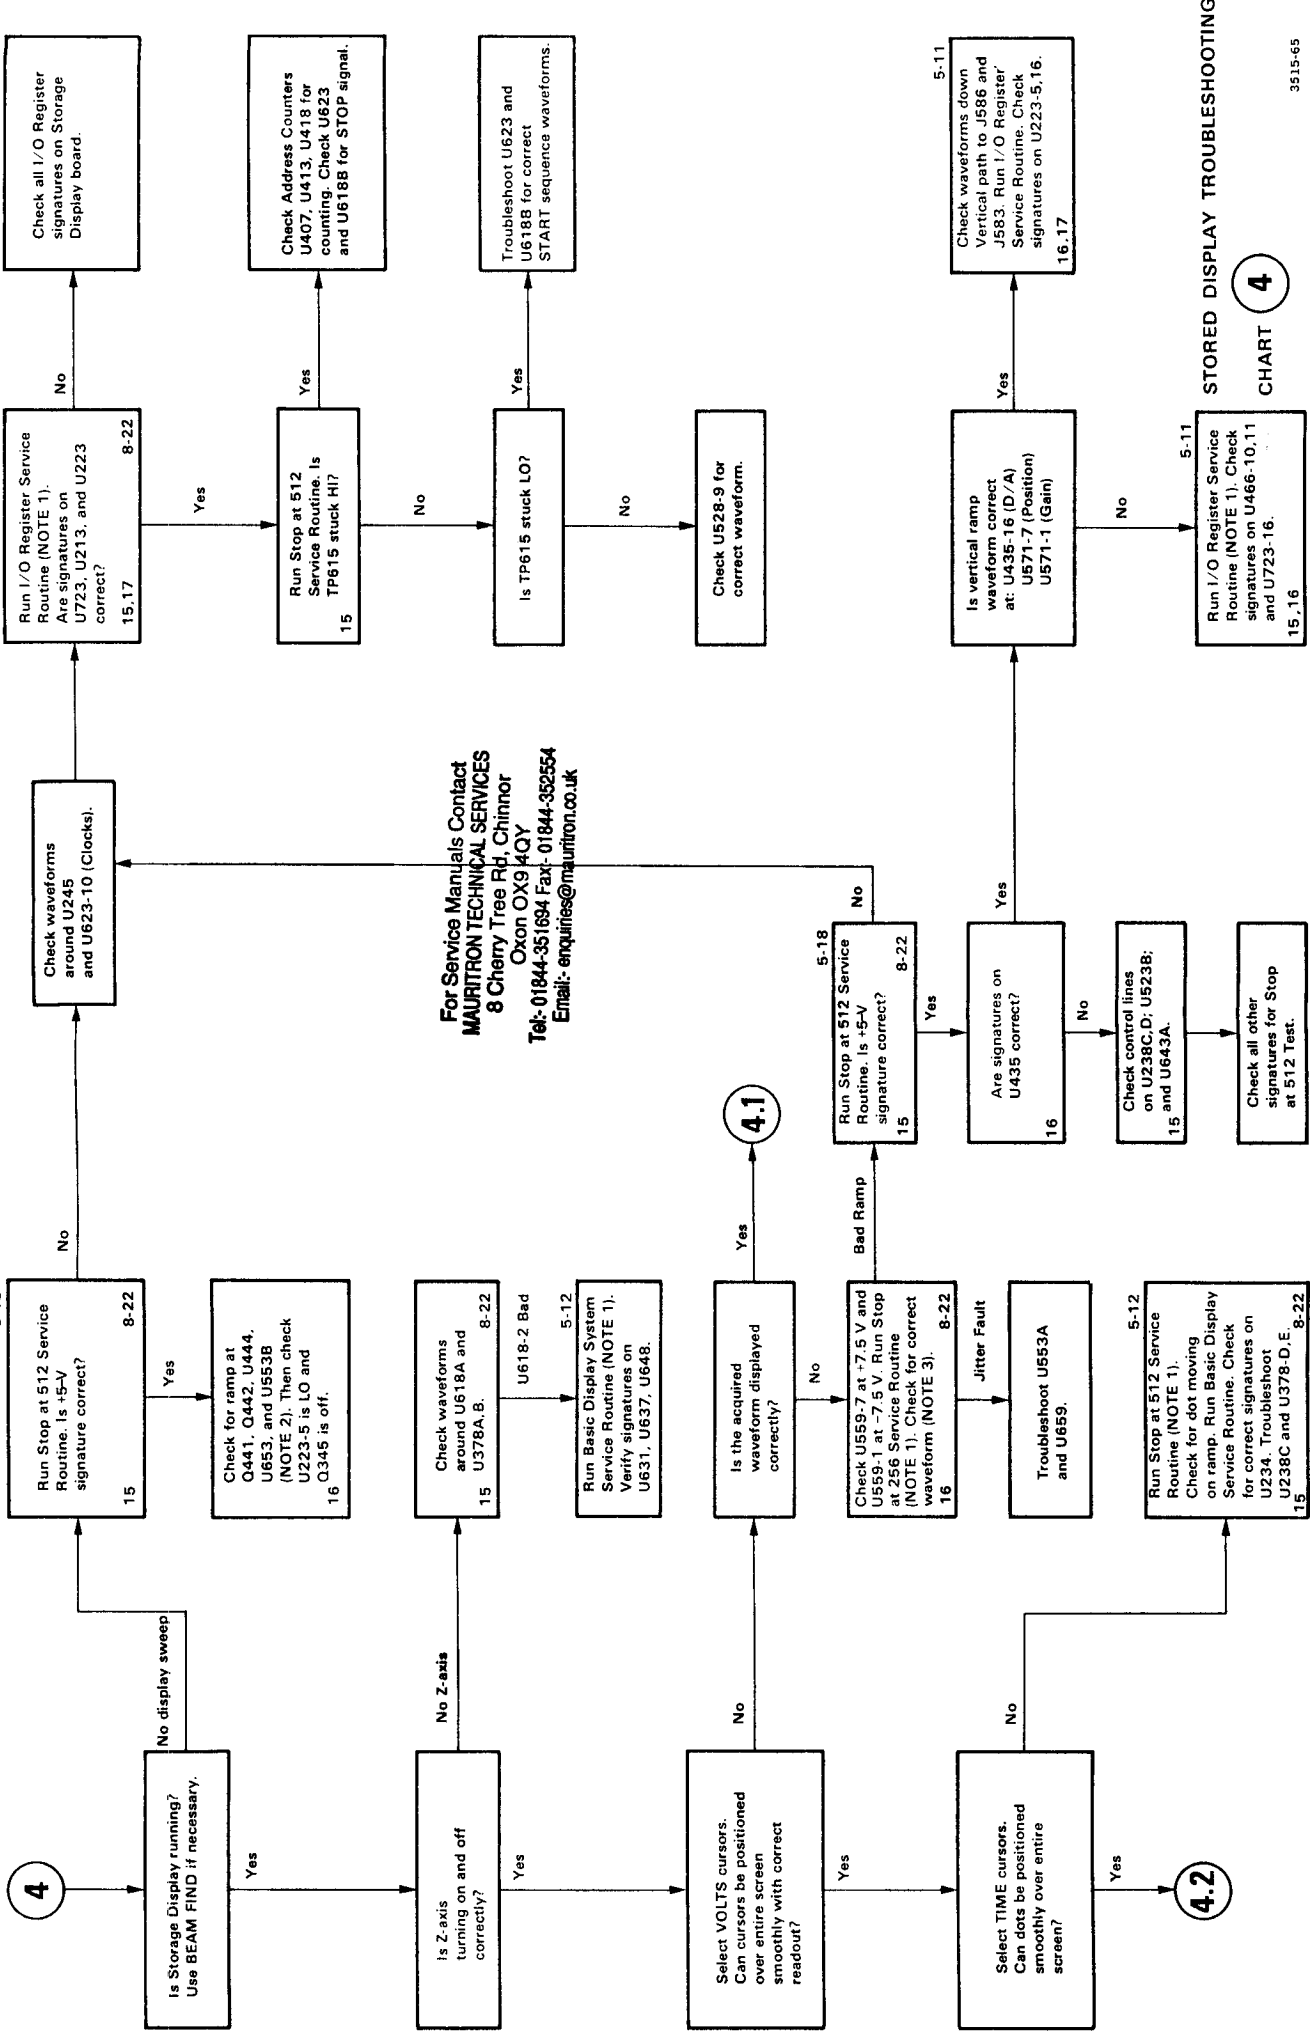 4
Is Storage Display running?
Use BEAM FIND if necessary.
No display sweep
Yes
Run Stop at 512 Service
Routine. Is +5-V
signature correct?
15
8-22
No
Yes
Check for ramp at
Q441, Q442, U444,
U653, and U553B
(NOTE 2). Then check
U223-5 is LO and
Q345 is off.
16
Check waveforms
around U245
and U623-10 (Clocks).
Run I/O Register Service
Routine (NOTE 1).
Are signatures on
U723, U213, and U223
correct?
15,17
8-22
No
Check all I/O Register
signatures on Storage
Display board.
Yes
Run Stop at 512
Service Routine. Is
TP615 stuck HI?
15
Yes
Check Address Counters
U407, U413, U418 for
counting. Check U623
and U618B for STOP signal.
No
Is TP615 stuck LO?
Yes
Troubleshoot U623 and
U618B for correct
START sequence waveforms.
No
Check U528-9 for
correct waveform.
Is Z-axis
turning on and off
correctly?
No Z-axis
Yes
Check waveforms
around U618A and
U378A,B.
15
8-22
U618-2 Bad
5-12
Run Basic Display System
Service Routine (NOTE 1).
Verify signatures on
U631, U637, U648.
Select VOLTS cursors.
Can cursors be positioned
over entire screen
smoothly with correct
readout?
No
Yes
Is the acquired
waveform displayed
correctly?
Yes
4.1
No
Check U559-7 at +7.5 V and
U559-1 at −7.5 V. Run Stop
at 256 Service Routine
(NOTE 1). Check for correct
waveform (NOTE 3).
16
8-22
Bad Ramp
Jitter Fault
Troubleshoot U553A
and U659.
5-18
Run Stop at 512 Service
Routine. Is +5-V
signature correct?
15
8-22
No
Yes
Are signatures on
U435 correct?
16
Yes
No
Check control lines
on U238C,D; U523B;
and U643A.
15
Check all other
signatures for Stop
at 512 Test.
Is vertical ramp
waveform correct
at: U435-16 (D/A)
U571-7 (Position)
U571-1 (Gain)
Yes
5-11
Check waveforms down
Vertical path to J586 and
J583. Run I/O Register
Service Routine. Check
signatures on U223-5,16.
16,17
No
5-11
Run I/O Register Service
Routine (NOTE 1). Check
signatures on U466-10,11
and U723-16.
15,16
Select TIME cursors.
Can dots be positioned
smoothly over entire
screen?
No
Yes
4.2
5-12
Run Stop at 512 Service
Routine (NOTE 1).
Check for dot moving
on ramp. Run Basic Display
Service Routine. Check
for correct signatures on
U234. Troubleshoot
U238C and U378-D,E.
15
8-22
For Service Manuals Contact
MAURITRON TECHNICAL SERVICES
8 Cherry Tree Rd, Chinnor
Oxon OX9 4QY
Tel:- 01844-351694 Fax:- 01844-352554
Email:- enquiries@mauritron.co.uk
STORED DISPLAY TROUBLESHOOTING
CHART 4
3515-65